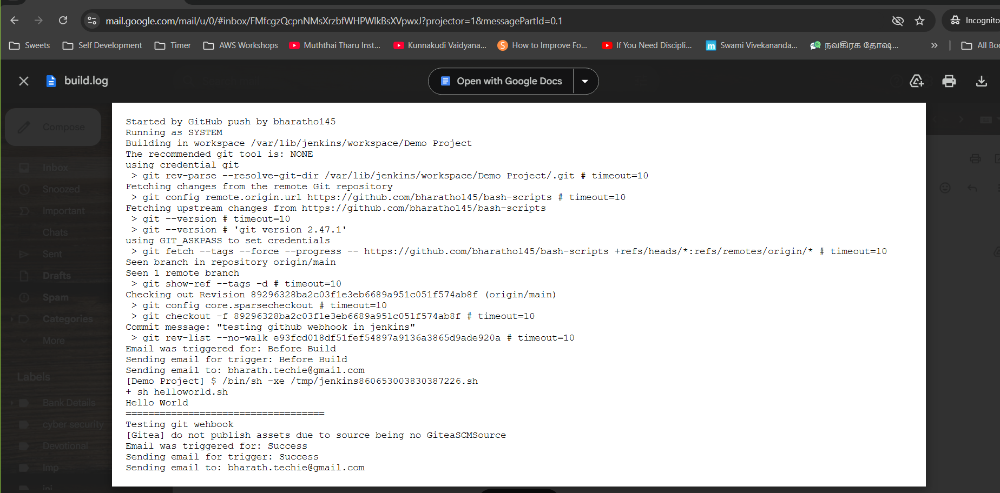 mail.google.com/mail/u/0/#inbox/FMfcgzQcpnNMsXrzbfWHPWlkBsXVpwxJ?projector=1&messagePartId=0.1
Incognito
Sweets
Self Development
Timer
AWS Workshops
Muththai Tharu Inst...
Kunnakudi Vaidyana...
How to Improve Fo...
If You Need Discipli...
Swami Vivekananda...
நவகிரக தோஷ...
»
All Boo
build.log
Open with Google Docs
Compose
Inbox
Snoozed
Important
Chats
Sent
Drafts
Spam
Categories
More
Labels
Bank Details
cyber security
Devotional
Imp
Started by GitHub push by bharatho145
Running as SYSTEM
Building in workspace /var/lib/jenkins/workspace/Demo Project
The recommended git tool is: NONE
using credential git
> git rev-parse --resolve-git-dir /var/lib/jenkins/workspace/Demo Project/.git # timeout=10
Fetching changes from the remote Git repository
> git config remote.origin.url https://github.com/bharatho145/bash-scripts # timeout=10
Fetching upstream changes from https://github.com/bharatho145/bash-scripts
> git --version # timeout=10
> git --version # 'git version 2.47.1'
using GIT_ASKPASS to set credentials
> git fetch --tags --force --progress -- https://github.com/bharatho145/bash-scripts +refs/heads/*:refs/remotes/origin/* # timeout=10
Seen branch in repository origin/main
Seen 1 remote branch
> git show-ref --tags -d # timeout=10
Checking out Revision 89296328ba2c03f1e3eb6689a951c051f574ab8f (origin/main)
> git config core.sparsecheckout # timeout=10
> git checkout -f 89296328ba2c03f1e3eb6689a951c051f574ab8f # timeout=10
Commit message: "testing github webhook in jenkins"
> git rev-list --no-walk e93fcd018df51fef54897a9136a3865d9ade920a # timeout=10
Email was triggered for: Before Build
Sending email for trigger: Before Build
Sending email to: bharath.techie@gmail.com
[Demo Project] $ /bin/sh -xe /tmp/jenkins860653003830387226.sh
+ sh helloworld.sh
Hello World
===================================
Testing git wehbook
[Gitea] do not publish assets due to source being no GiteaSCMSource
Email was triggered for: Success
Sending email for trigger: Success
Sending email to: bharath.techie@gmail.com